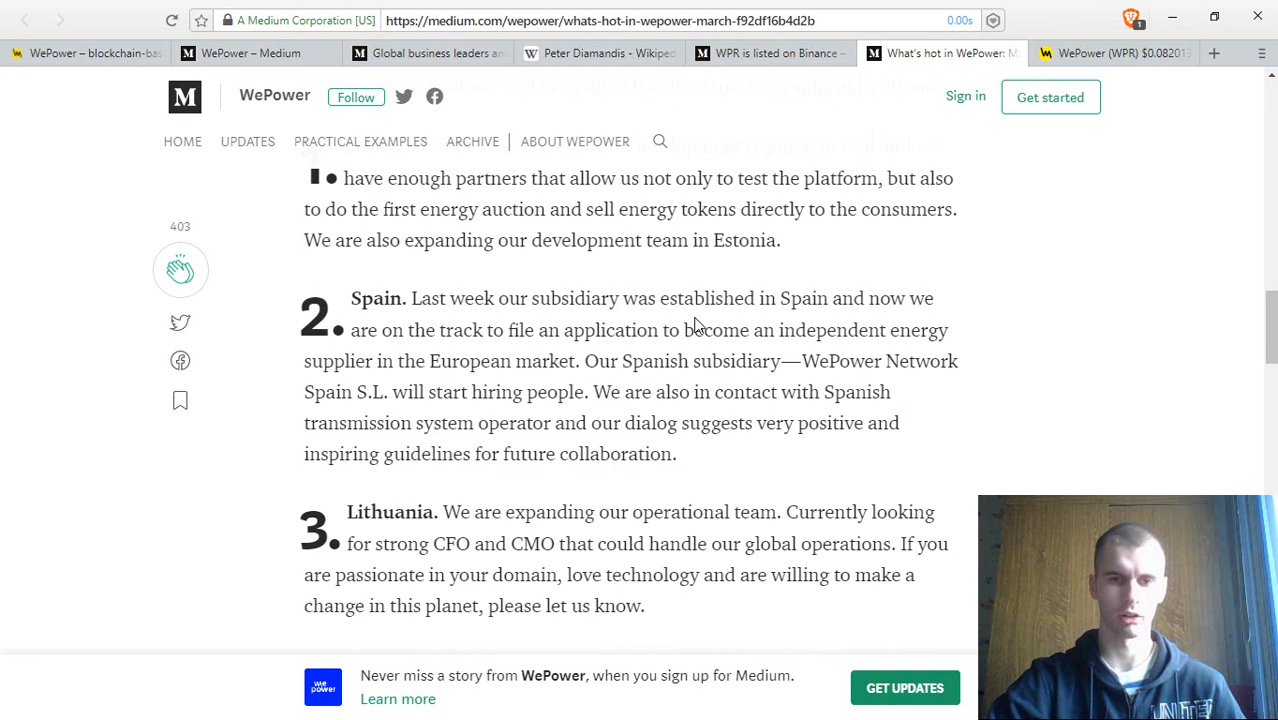 A Medium Corporation [US]
https://medium.com/wepower/whats-hot-in-wepower-march-f92df16b4d2b
0.00s
1
WePower – blockchain-bas
WePower – Medium
Global business leaders and
Peter Diamandis - Wikiped
WPR is listed on Binance –
What's hot in WePower: M
WePower (WPR) $0.082013
M
WePower
Follow
Sign in
Get started
HOME
UPDATES
PRACTICAL EXAMPLES
ARCHIVE
ABOUT WEPOWER
403
1. have enough partners that allow us not only to test the platform, but also
to do the first energy auction and sell energy tokens directly to the consumers.
We are also expanding our development team in Estonia.
2. Spain. Last week our subsidiary was established in Spain and now we
are on the track to file an application to become an independent energy
supplier in the European market. Our Spanish subsidiary—WePower Network
Spain S.L. will start hiring people. We are also in contact with Spanish
transmission system operator and our dialog suggests very positive and
inspiring guidelines for future collaboration.
3. Lithuania. We are expanding our operational team. Currently looking
for strong CFO and CMO that could handle our global operations. If you
are passionate in your domain, love technology and are willing to make a
change in this planet, please let us know.
we power
Never miss a story from WePower, when you sign up for Medium.
Learn more
GET UPDATES